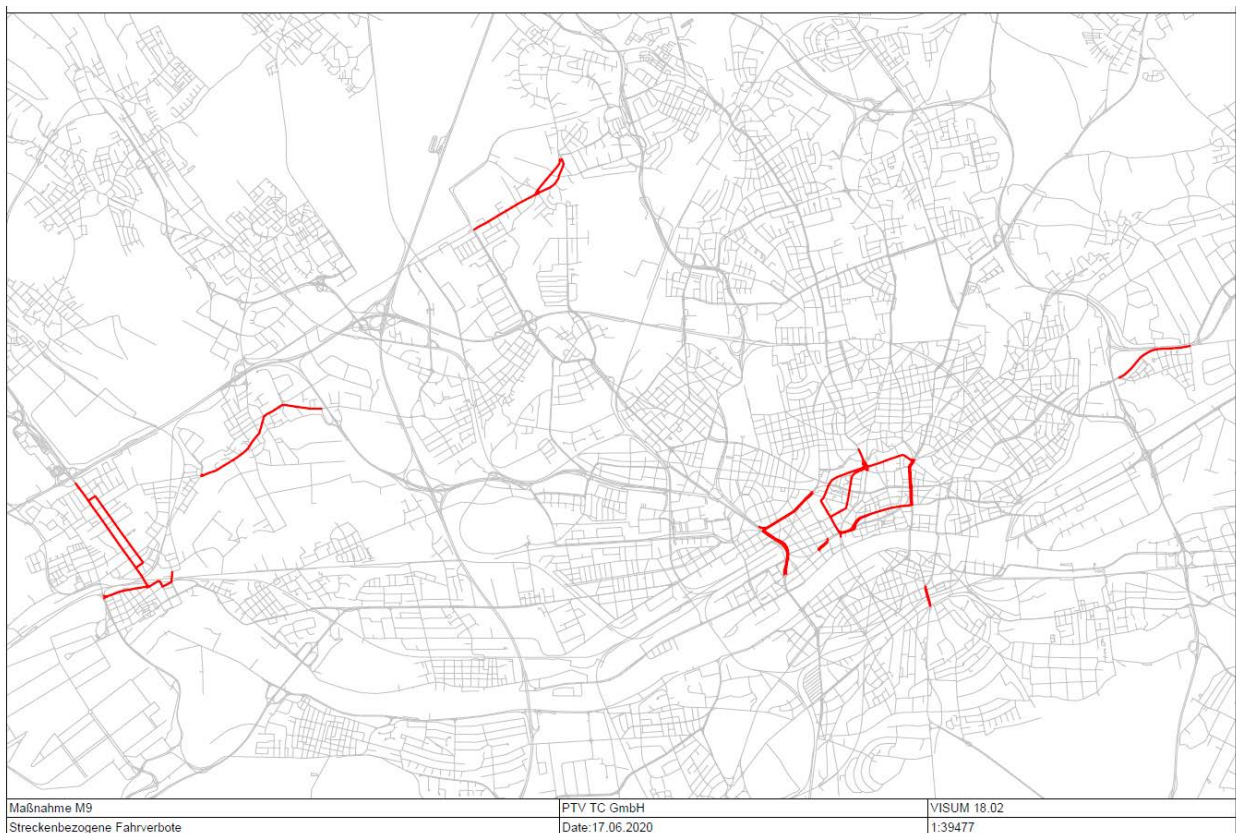 Maßnahme M9
PTV TC GmbH
VISUM 18.02
Streckenbezogene Fahrverbote
Date:17.06.2020
1:39477